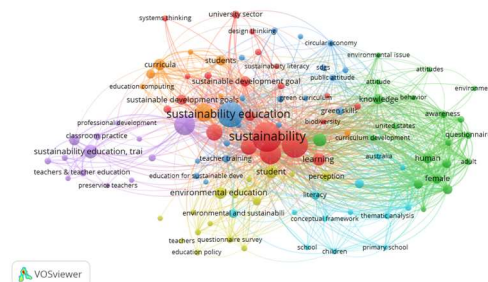 systems thinking
university sector
design thinking
circular economy
environmental issue
curricula
students
sustainability literacy
sdgs
public attitude
attitude
attitudes
education computing
sustainable development goal
green curriculum
knowledge
behavior
environme
sustainable development goals
green skills
sustainability education
biodiversity
awareness
professional development
united states
questionnair
classroom practice
sustainability
curriculum development
sustainability education, trai
teacher training
learning
australia
human
adult
teachers & teacher education
education for sustainable deve
student
perception
female
preservice teachers
environmental education
literacy
environmental and sustainabili
conceptual framework
thematic analysis
teachers
questionnaire survey
education policy
school
children
primary school
VOSviewer